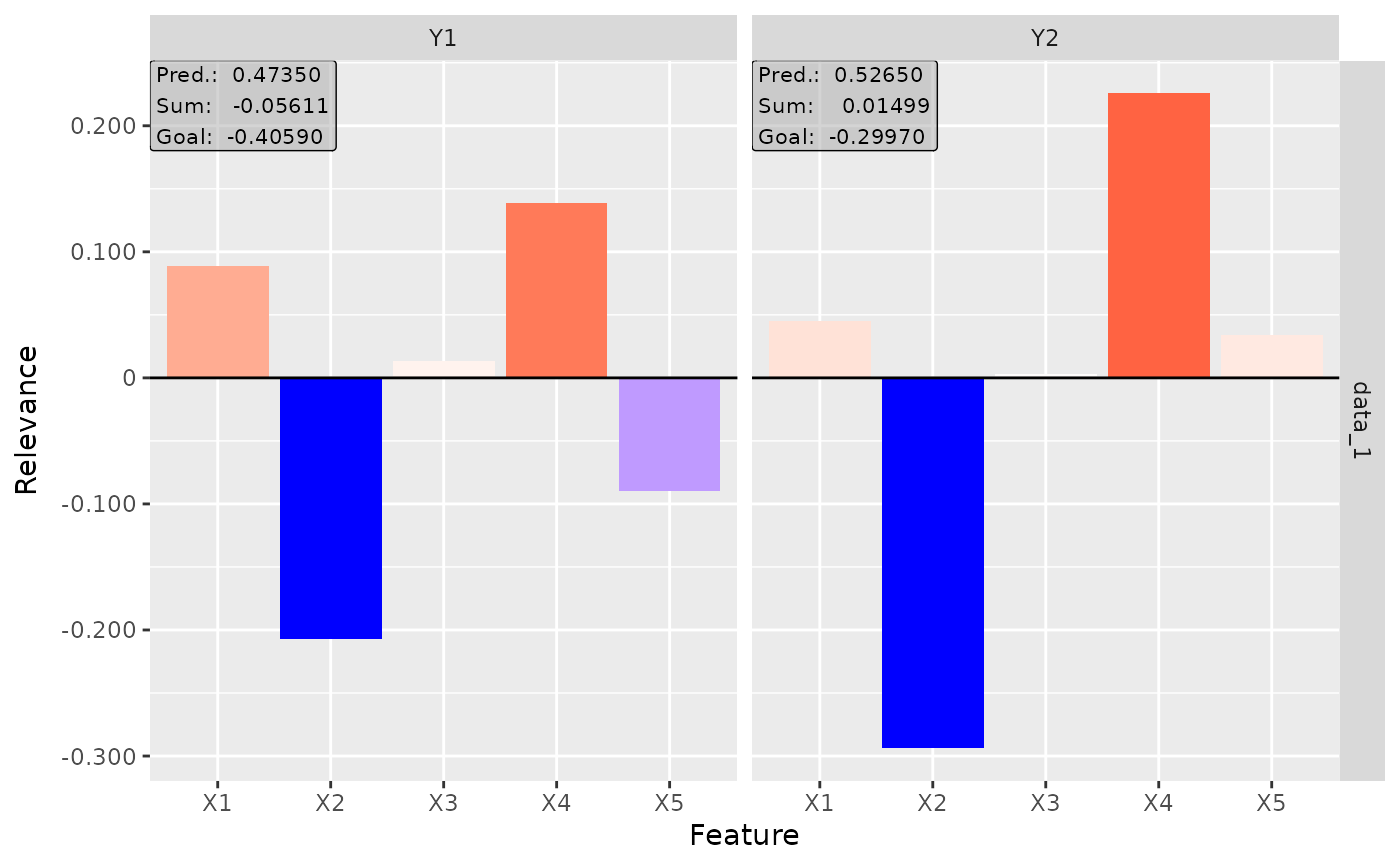 Y1
Y2
Pred.: 0.47350
Sum: -0.05611
Goal: -0.40590
Pred.: 0.52650
Sum: 0.01499
Goal: -0.29970
0.200
0.100
0
-0.100
-0.200
-0.300
Relevance
data_1
X1 X2 X3 X4 X5
X1 X2 X3 X4 X5
Feature